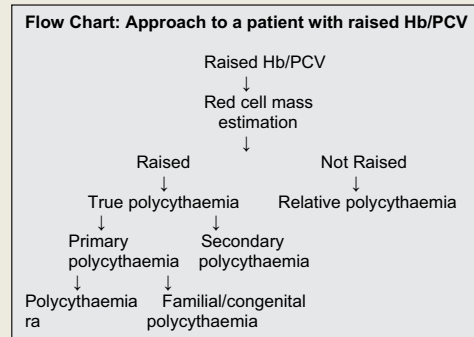 Flow Chart: Approach to a patient with raised Hb/PCV
Raised Hb/PCV
↓
Red cell mass
estimation
↓
Raised Not Raised
↓ ↓
True polycythaemia Relative polycythaemia
↓ ↓
Primary Secondary
polycythaemia polycythaemia
↓ ↓
Polycythaemia Familial/congenital
ra polycythaemia